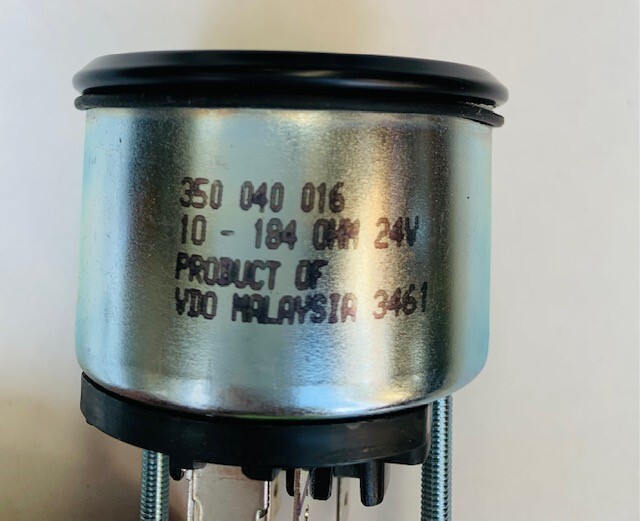 350 040 016
10 - 184 OHM 24V
PRODUCT OF
VDO MALAYSIA 3461